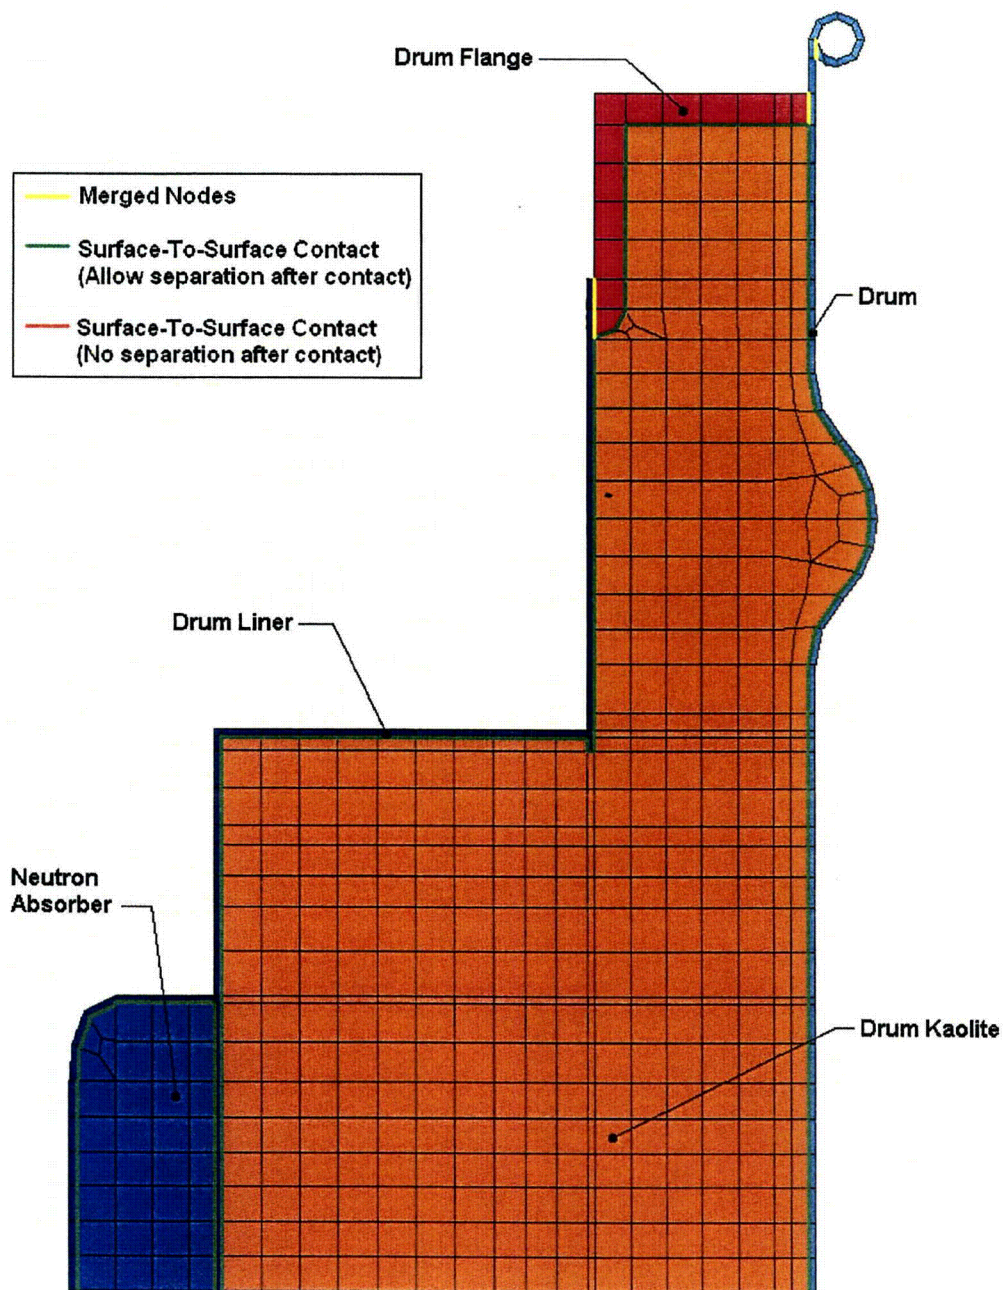 Drum Flange
Merged Nodes
Surface-To-Surface Contact
(Allow separation after contact)
Surface-To-Surface Contact
(No separation after contact)
Drum
Drum Liner
Neutron
Absorber
Drum Kaolite